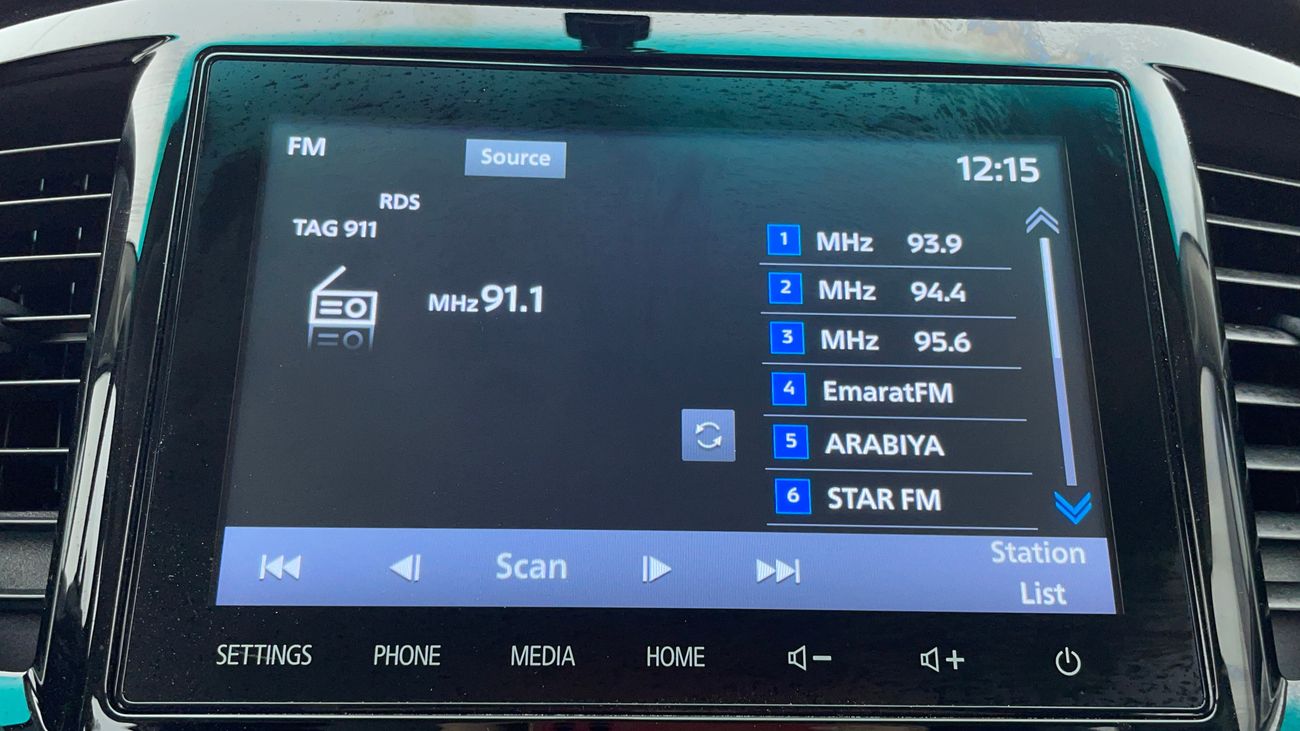 FM
Source
12:15
RDS
TAG 911
MHz 91.1
1 MHz 93.9
2 MHz 94.4
3 MHz 95.6
4 EmaratFM
5 ARABIYA
6 STAR FM
Scan
Station
List
SETTINGS PHONE MEDIA HOME